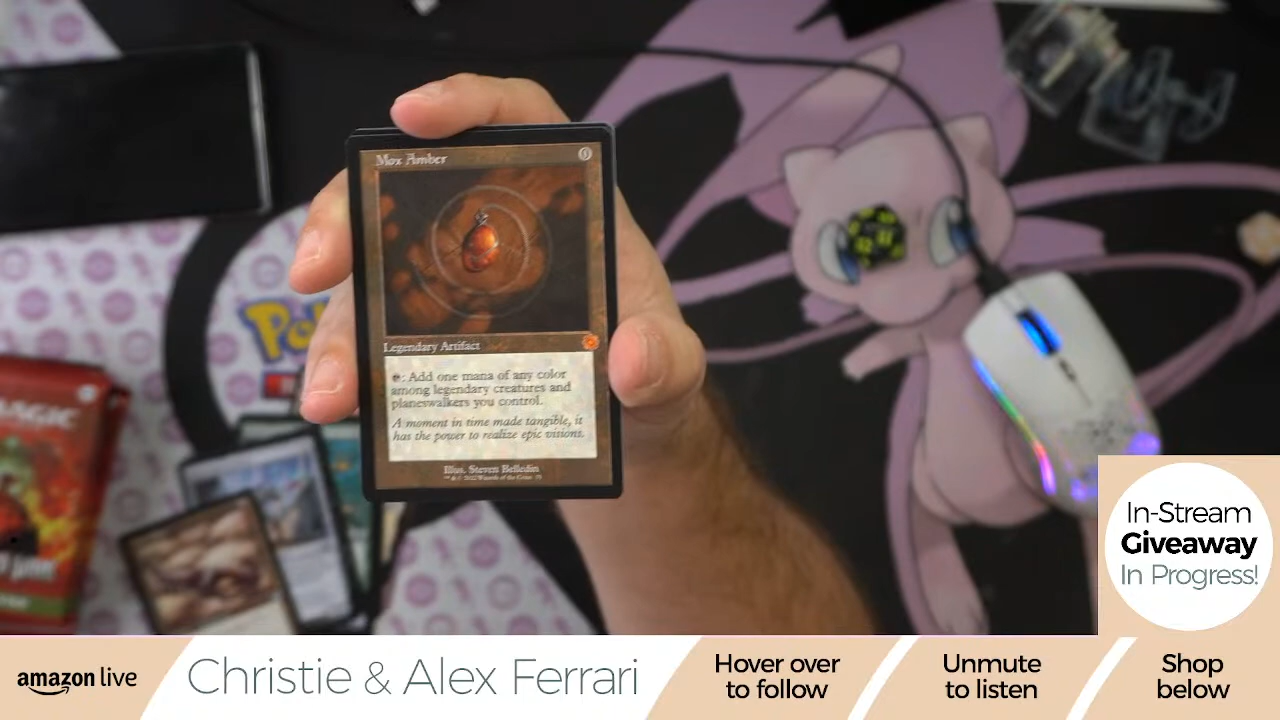 Mox Amber
0
Legendary Artifact
: Add one mana of any color
among legendary creatures and
planeswalkers you control.
A moment in time made tangible, it
has the power to realize epic visions.
Illus. Steven Belledin
In-Stream
Giveaway
In Progress!
amazon live
Christie & Alex Ferrari
Hover over
to follow
Unmute
to listen
Shop
below